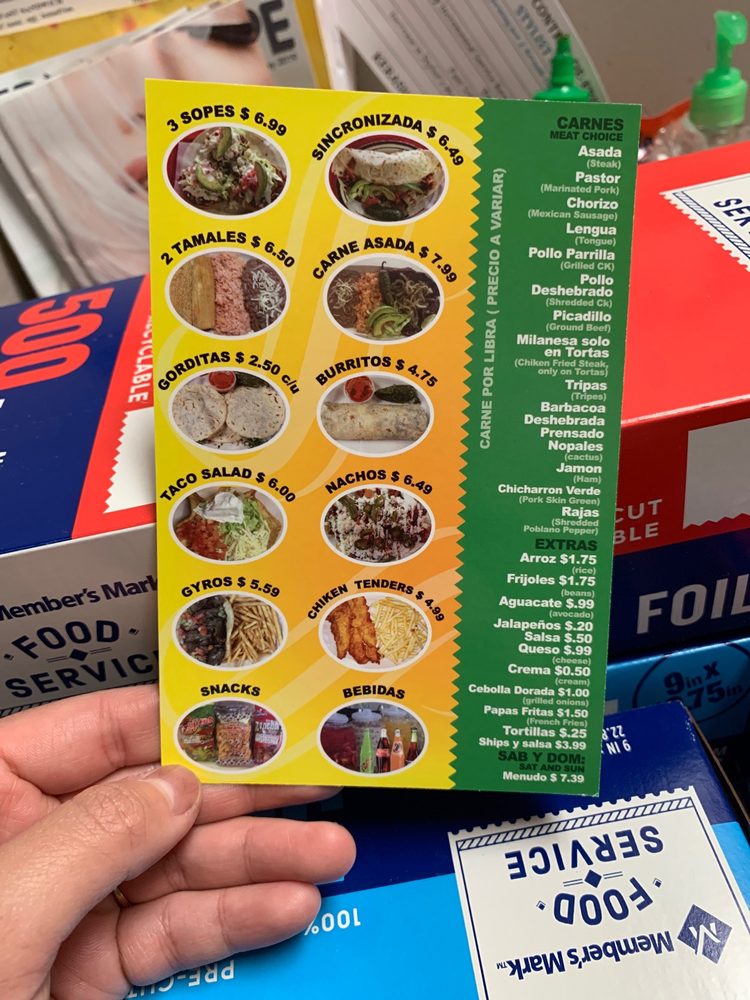 3 SOPES $ 6.99
SINCRONIZADA $ 6.49
2 TAMALES $ 6.50
CARNE ASADA $ 7.99
GORDITAS $ 2.50 c/u
BURRITOS $ 4.75
TACO SALAD $ 6.00
NACHOS $ 6.49
GYROS $ 5.59
CHIKEN TENDERS $ 4.99
SNACKS
BEBIDAS
CARNE POR LIBRA ( PRECIO A VARIAR)
CARNES
MEAT CHOICE
Asada
(Steak)
Pastor
(Marinated Pork)
Chorizo
(Mexican Sausage)
Lengua
(Tongue)
Pollo Parrilla
(Grilled CK)
Pollo
Deshebrado
(Shredded Ck)
Picadillo
(Ground Beef)
Milanesa solo
en Tortas
(Chiken Fried Steak,
only on Tortas)
Tripas
(Tripes)
Barbacoa
Deshebrada
Prensado
Nopales
(cactus)
Jamon
(Ham)
Chicharron Verde
(Pork Skin Green)
Rajas
(Shredded
Poblano Pepper)
EXTRAS
Arroz $1.75
(rice)
Frijoles $1.75
(beans)
Aguacate $.99
(avocado)
Jalapeños $.20
Salsa $.50
Queso $.99
(cheese)
Crema $0.50
(cream)
Cebolla Dorada $1.00
(grilled onions)
Papas Fritas $1.50
(French Fries)
Tortillas $.25
Ships y salsa $3.99
SAB Y DOM:
SAT AND SUN
Menudo $ 7.39
500
Member's Mark
FOOD
SERVICE
FOIL
9 in X
Member's Mark™
FOOD
SERVICE
100%
PRE-CUT